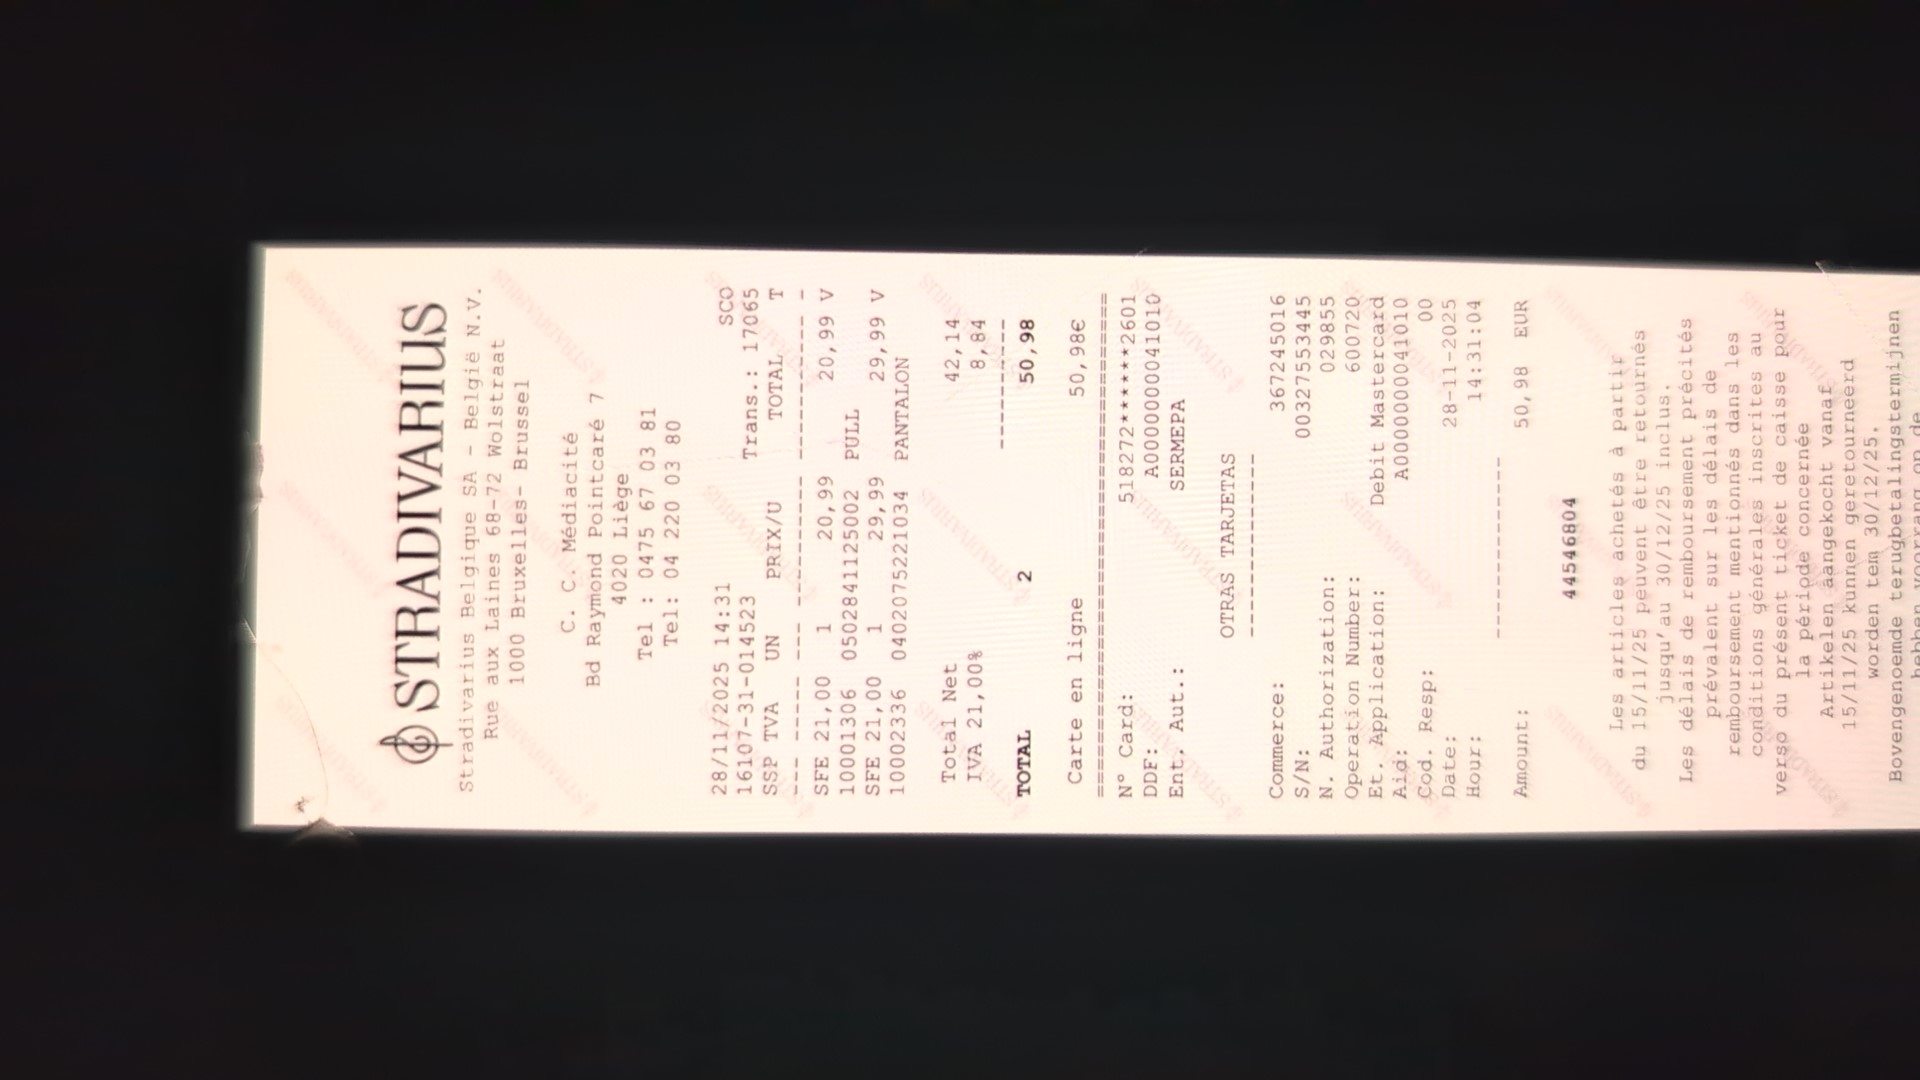 STRADIVARIUS
Stradivarius Belgique SA - België N.V.
Rue aux Laines 68-72 Wolstraat
1000 Bruxelles- Brussel
C. C. Médiacité
Bd Raymond Pointcaré 7
4020 Liège
Tel : 0475 67 03 81
Tel: 04 220 03 80
28/11/2025 14:31 SCO
16107-31-014523 Trans.: 17065
SSP TVA UN PRIX/U TOTAL T
--- ----- --- ---------- ---------- -
SFE 21,00 1 20,99 20,99 V
10001306 05028411125002 PULL
SFE 21,00 1 29,99 29,99 V
10002336 0402075221034 PANTALON
Total Net 42,14
IVA 21,00% 8,84
----------
TOTAL 2 50,98
Carte en ligne 50,98€
======================================
N° Card: 518272******2601
DDF: A0000000041010
Ent. Aut.: SERMEPA
OTRAS TARJETAS
--------------
Commerce: 367245016
S/N: 00327553445
N. Authorization: 029855
Operation Number: 600720
Et. Application: Debit Mastercard
Aid: A0000000041010
Cod. Resp: 00
Date: 28-11-2025
Hour: 14:31:04
--------------
Amount: 50,98 EUR
44546804
Les articles achetés à partir
du 15/11/25 peuvent être retournés
jusqu'au 30/12/25 inclus.
Les délais de remboursement précités
prévalent sur les délais de
remboursement mentionnés dans les
conditions générales inscrites au
verso du présent ticket de caisse pour
la période concernée
Artikelen aangekocht vanaf
15/11/25 kunnen geretourneerd
worden tem 30/12/25.
Bovengenoemde terugbetalingstermijnen
hebben voorrang op de